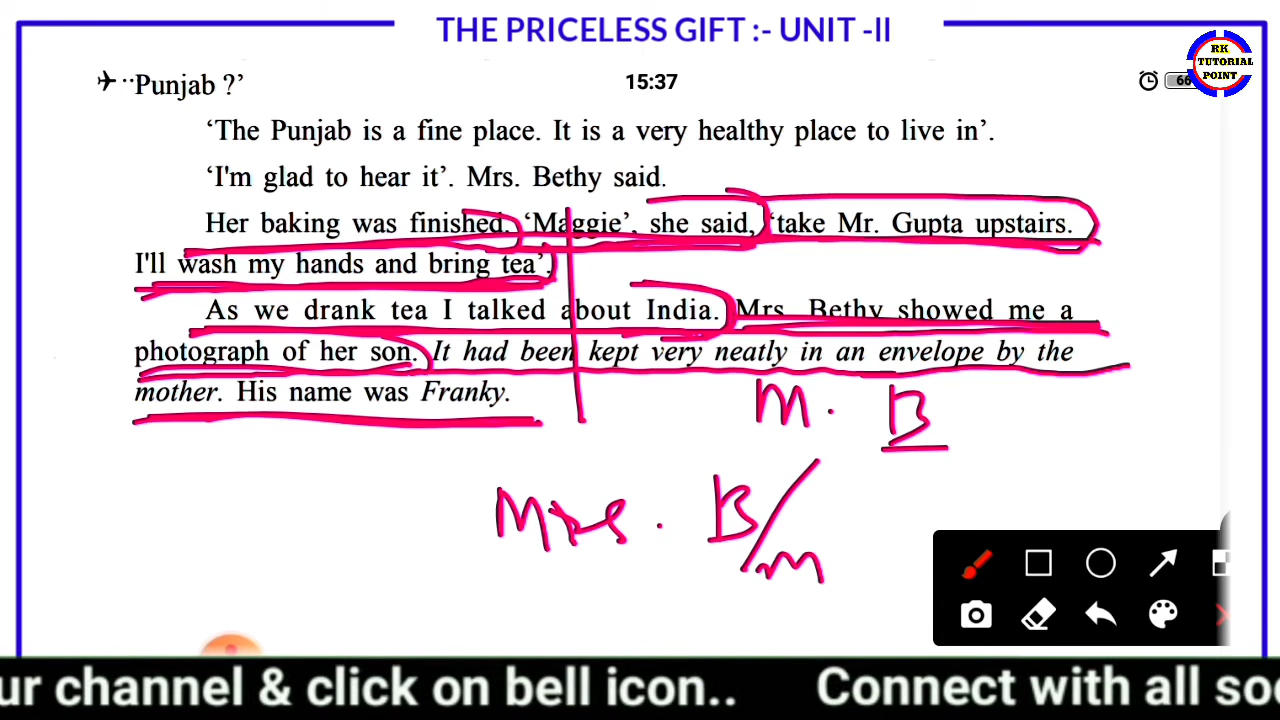 THE PRICELESS GIFT :- UNIT -II
RK
TUTORIAL
POINT
Punjab ?’
15:37
66
‘The Punjab is a fine place. It is a very healthy place to live in’.
‘I'm glad to hear it’. Mrs. Bethy said.
Her baking was finished. ‘Maggie’, she said, ‘take Mr. Gupta upstairs.
I'll wash my hands and bring tea’.
As we drank tea I talked about India. Mrs. Bethy showed me a
photograph of her son. It had been kept very neatly in an envelope by the
mother. His name was Franky.
M. B
Mrs. B/m
ur channel & click on bell icon.. Connect with all soc